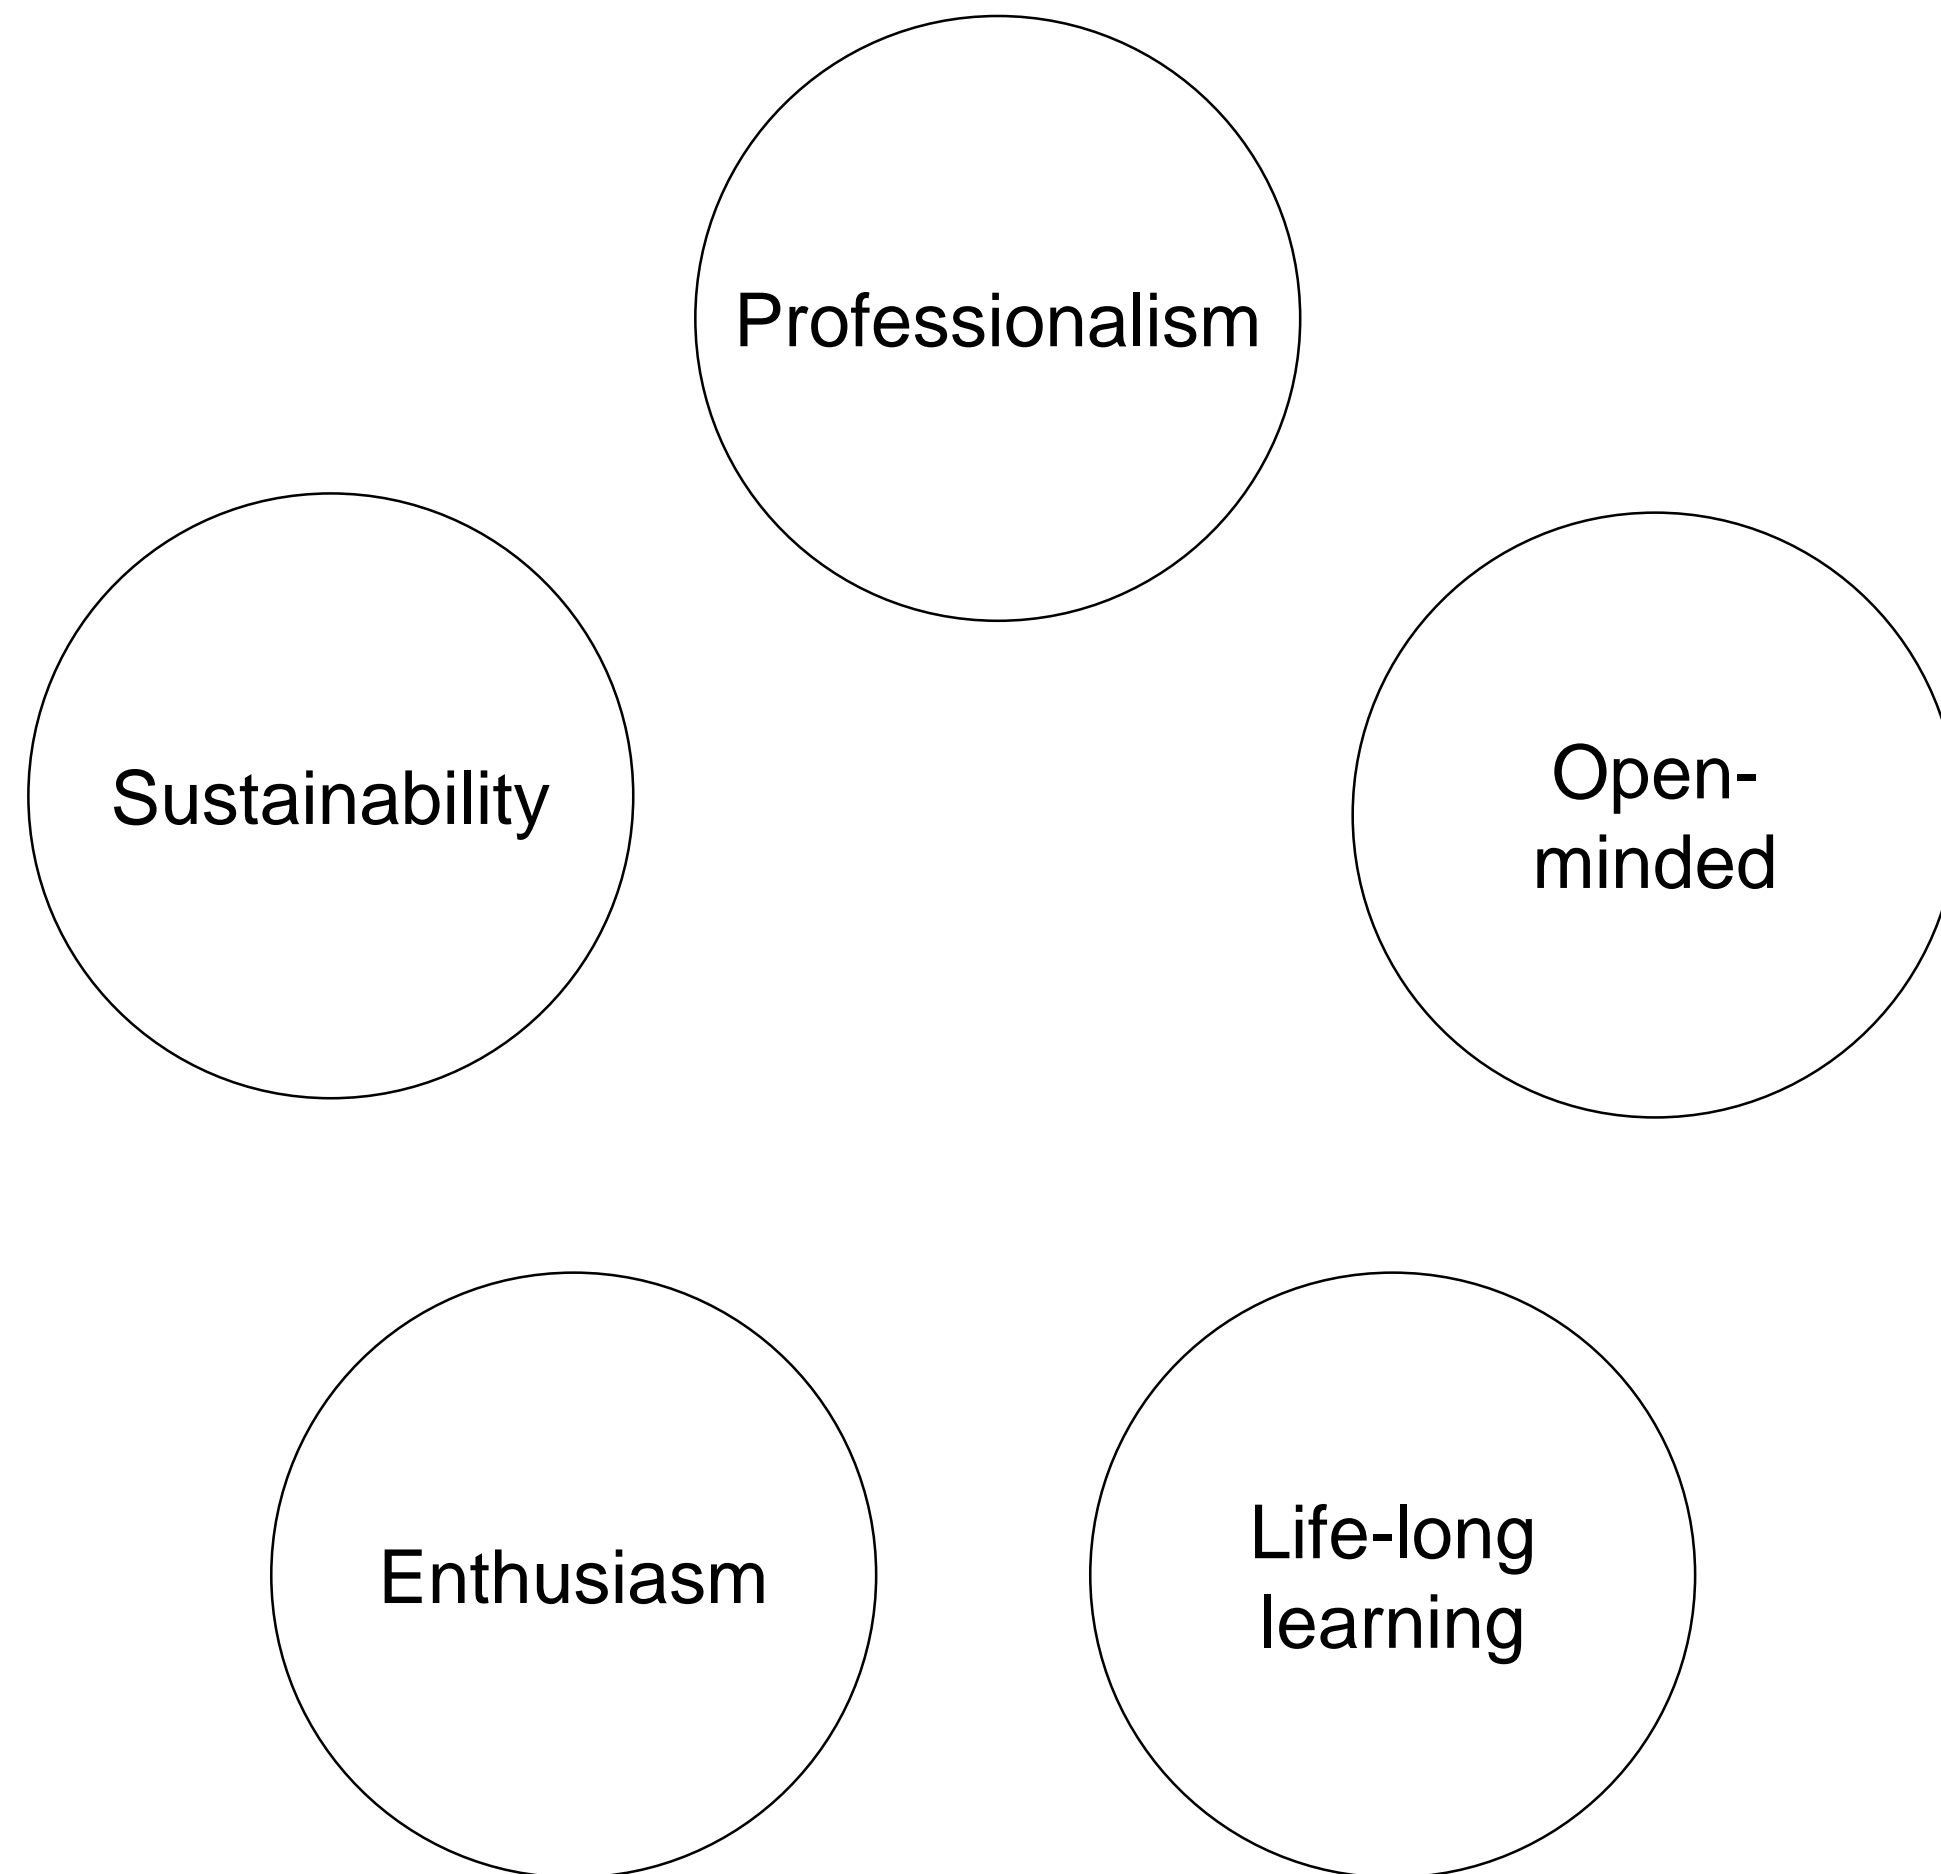 Professionalism
Sustainability
Open-
minded
Enthusiasm
Life-long
learning